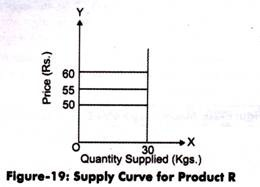 Y
Price (Rs.)
60
55
50
O
30
X
Quantity Supplied (Kgs.)
Figure-19: Supply Curve for Product R